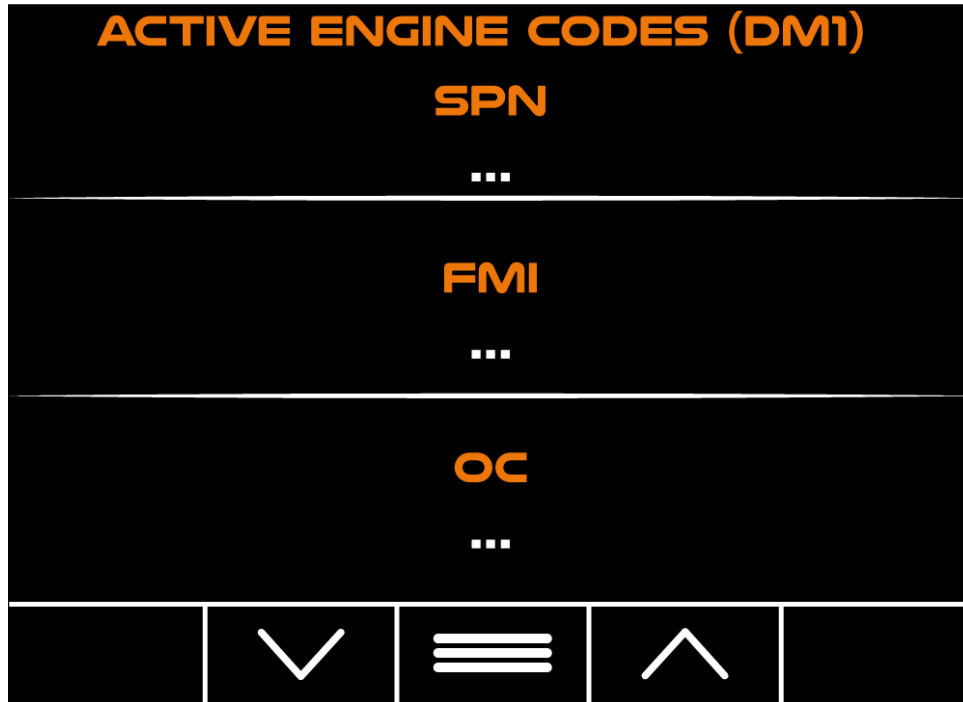 ACTIVE ENGINE CODES (DM1)
SPN
...
FMI
...
OC
...